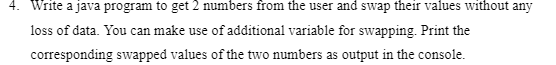 4. Write a java program to get 2 numbers from the user and swap their values without any
loss of data. You can make use of additional variable for swapping. Print the
corresponding swapped values of the two numbers as output in the console.